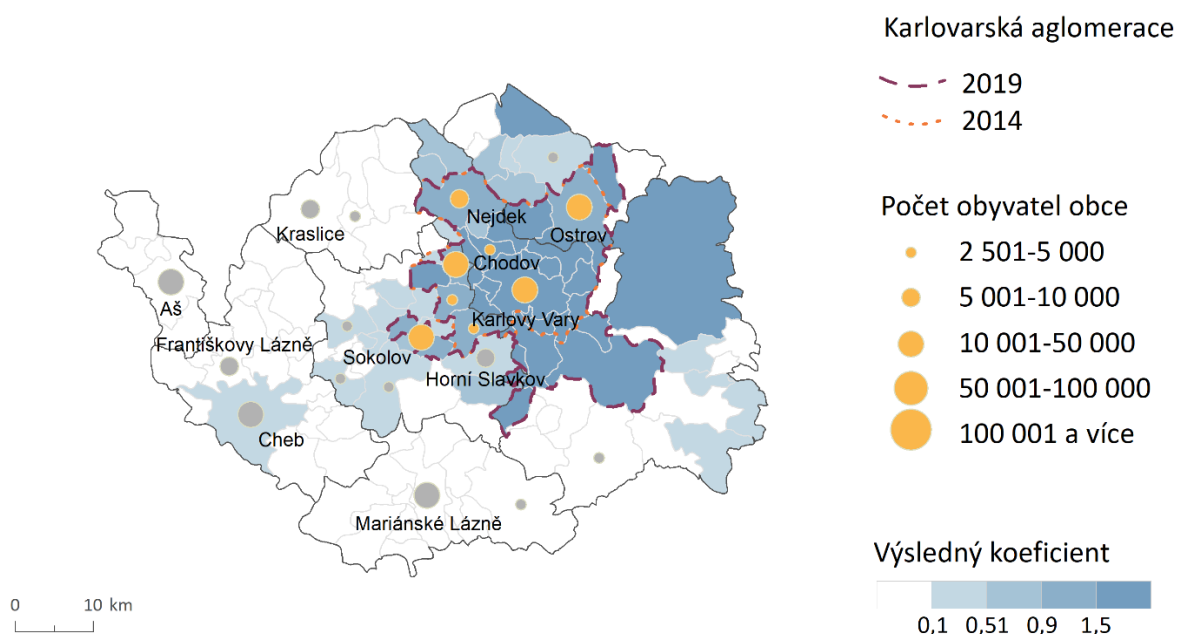 Karlovarská aglomerace
2019
2014
Počet obyvatel obce
2 501-5 000
5 001-10 000
10 001-50 000
50 001-100 000
100 001 a více
Výsledný koeficient
0,1 0,51 0,9 1,5
Nejdek
Ostrov
Kraslice
Chodov
Aš
Karlovy Vary
Františkovy Lázně
Sokolov
Horní Slavkov
Cheb
Mariánské Lázně
0 10 km